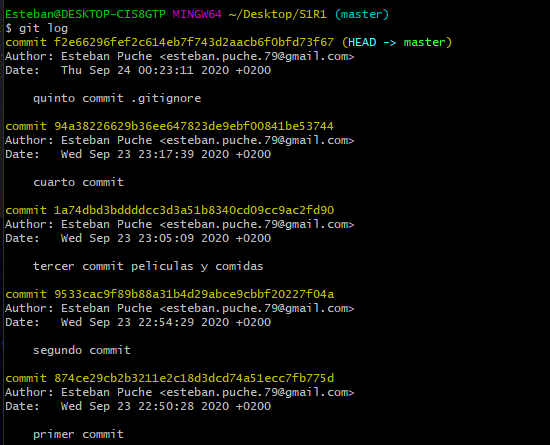 Esteban@DESKTOP-CIS8GTP MINGW64 ~/Desktop/S1R1 (master)
$ git log
commit f2e66296fef2c614eb7f743d2aacb6f0bfd73f67 (HEAD -> master)
Author: Esteban Puche <esteban.puche.79@gmail.com>
Date:   Thu Sep 24 00:23:11 2020 +0200
quinto commit .gitignore
commit 94a38226629b36ee647823de9ebf00841be53744
Author: Esteban Puche <esteban.puche.79@gmail.com>
Date:   Wed Sep 23 23:17:39 2020 +0200
cuarto commit
commit 1a74dbd3bddddcc3d3a51b8340cd09cc9ac2fd90
Author: Esteban Puche <esteban.puche.79@gmail.com>
Date:   Wed Sep 23 23:05:09 2020 +0200
tercer commit peliculas y comidas
commit 9533cac9f89b88a31b4d29abce9cbbf20227f04a
Author: Esteban Puche <esteban.puche.79@gmail.com>
Date:   Wed Sep 23 22:54:29 2020 +0200
segundo commit
commit 874ce29cb2b3211e2c18d3dcd74a51ecc7fb775d
Author: Esteban Puche <esteban.puche.79@gmail.com>
Date:   Wed Sep 23 22:50:28 2020 +0200
primer commit